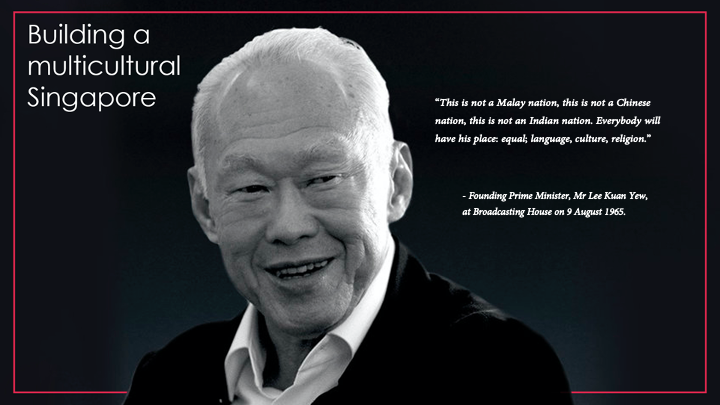 Building a
multicultural
Singapore
“This is not a Malay nation, this is not a Chinese
nation, this is not an Indian nation. Everybody will
have his place: equal; language, culture, religion.”
- Founding Prime Minister, Mr Lee Kuan Yew,
at Broadcasting House on 9 August 1965.